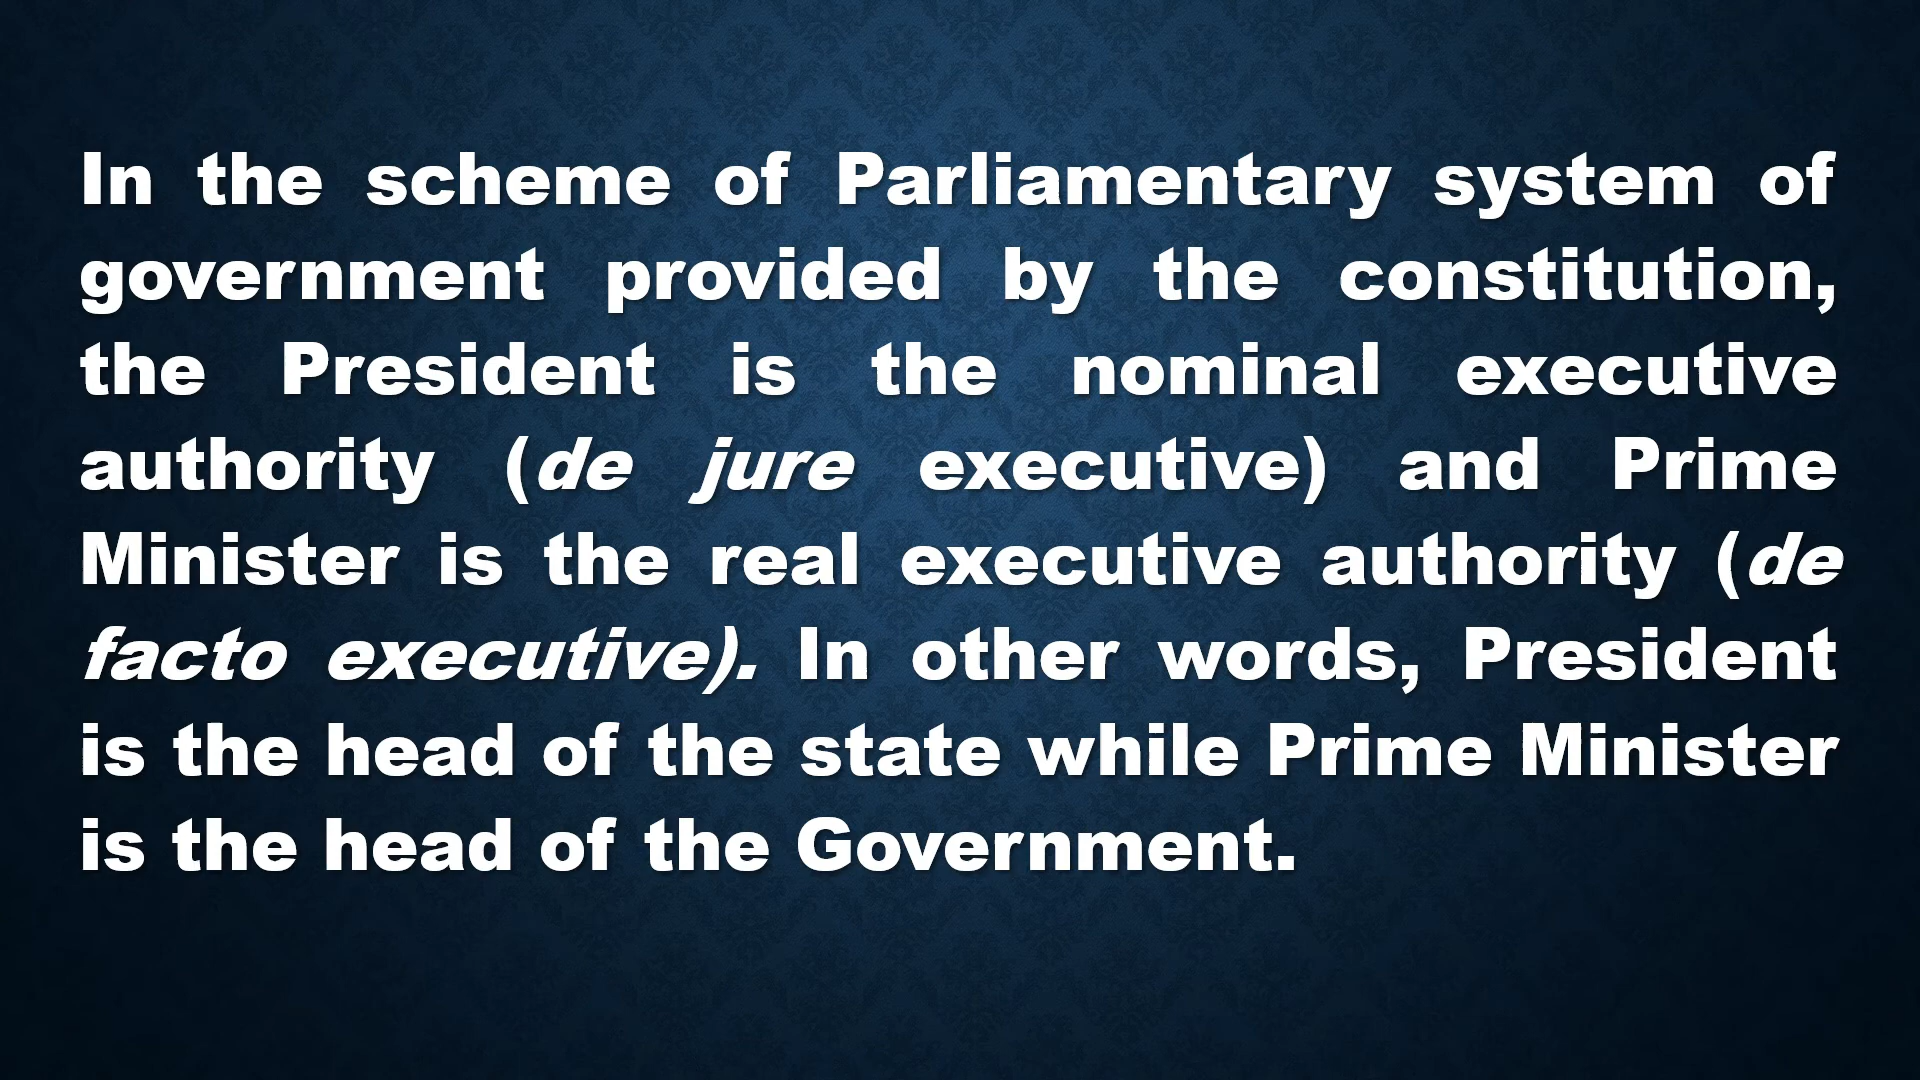 In the scheme of Parliamentary system of
government provided by the constitution,
the President is the nominal executive
authority (de jure executive) and Prime
Minister is the real executive authority (de
facto executive). In other words, President
is the head of the state while Prime Minister
is the head of the Government.